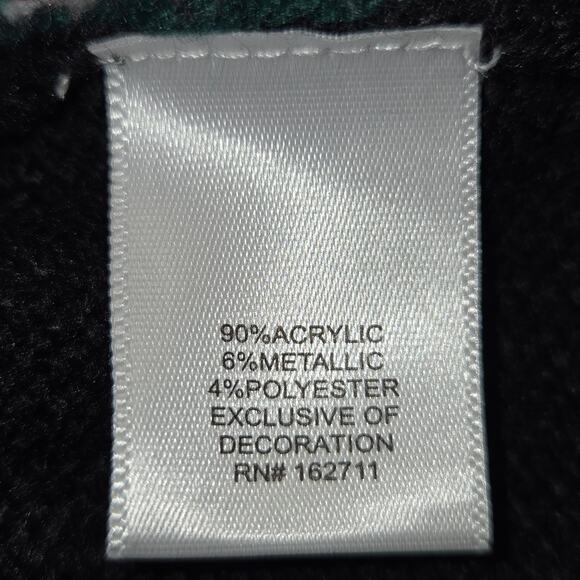 90%ACRYLIC
6%METALLIC
4%POLYESTER
EXCLUSIVE OF
DECORATION
RN# 162711